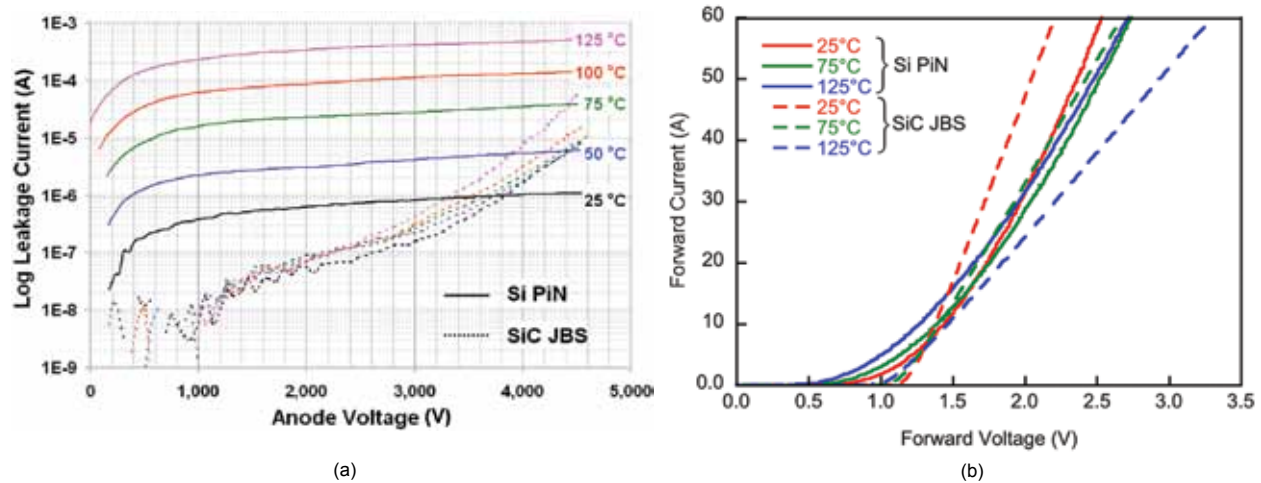 1E-3
1E-4
1E-5
1E-6
1E-7
1E-8
1E-9
Log Leakage Current (A)
125 °C
100 °C
75 °C
50 °C
25 °C
Si PiN
SiC JBS
0 1,000 2,000 3,000 4,000 5,000
Anode Voltage (V)
(a)
60
50
40
30
20
10
0.0
Forward Current (A)
25°C
75°C
125°C
Si PiN
25°C
75°C
125°C
SiC JBS
0.0 0.5 1.0 1.5 2.0 2.5 3.0 3.5
Forward Voltage (V)
(b)